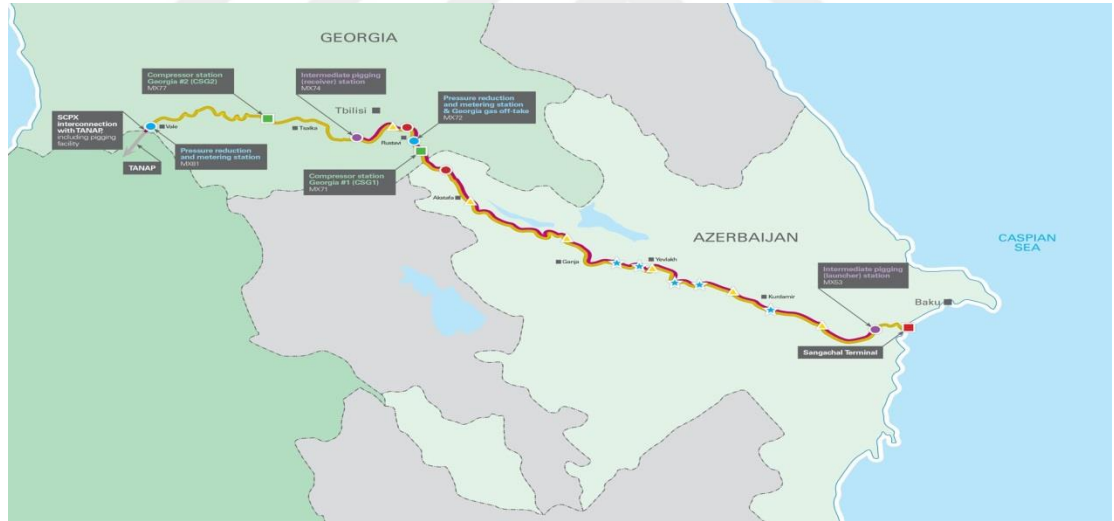 GEORGIA
Compressor station
Georgia #2 (CSG2)
MX77
Intermediate pigging
(receiver) station
MX74
Tbilisi
Pressure reduction
and metering station
& Georgia gas off-take
MX72
SCPX
interconnection
with TANAP,
including pigging
facility
Vale
Tsalka
Rustavi
TANAP
Pressure reduction
and metering station
MX81
Compressor station
Georgia #1 (CSG1)
MX71
Akstafa
AZERBAIJAN
CASPIAN
SEA
Ganja
Yevlakh
Intermediate pigging
(launcher) station
MX53
Kurdamir
Baku
Sangachal Terminal